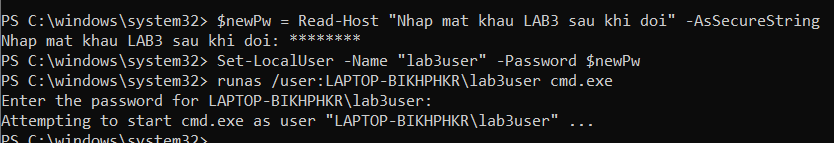 PS C:\windows\system32> $newPw = Read-Host "Nhap mat khau LAB3 sau khi doi" -AsSecureString
Nhap mat khau LAB3 sau khi doi: ********
PS C:\windows\system32> Set-LocalUser -Name "lab3user" -Password $newPw
PS C:\windows\system32> runas /user:LAPTOP-BIKHPHKR\lab3user cmd.exe
Enter the password for LAPTOP-BIKHPHKR\lab3user:
Attempting to start cmd.exe as user "LAPTOP-BIKHPHKR\lab3user" ...
PS C:\windows\system32>